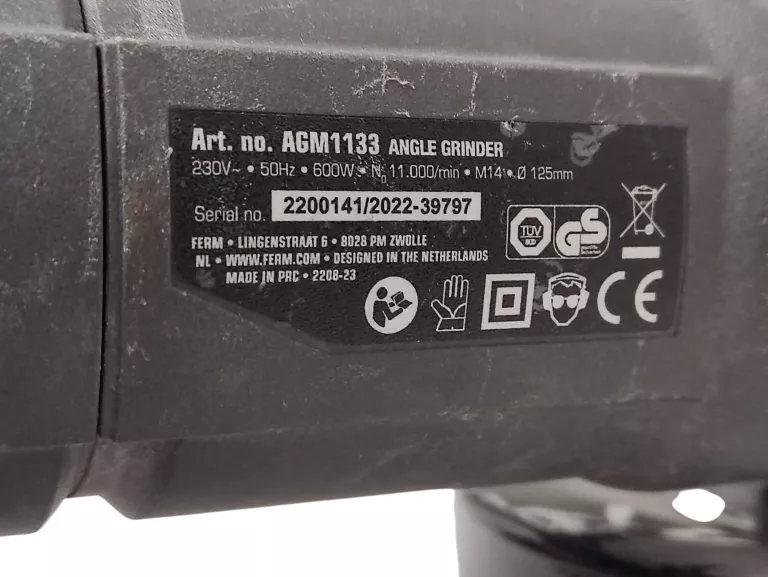 Art. no. AGM1133 ANGLE GRINDER
230V~ • 50Hz • 600W • N₀ 11.000/min • M14 • Ø 125mm
Serial no. 2200141/2022-39797
FERM • LINGENSTRAAT 6 • 8028 PM ZWOLLE
NL • WWW.FERM.COM • DESIGNED IN THE NETHERLANDS
MADE IN PRC • 2208-23
TÜV
GS
CE